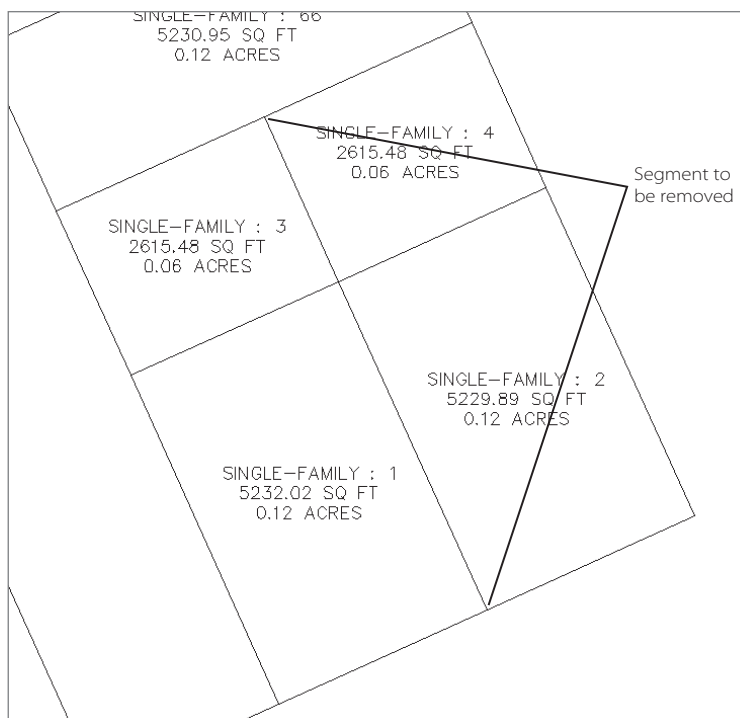 SINGLE-FAMILY : 66
5230.95 SQ FT
0.12 ACRES
SINGLE-FAMILY : 4
2615.48 SQ FT
0.06 ACRES
Segment to
be removed
SINGLE-FAMILY : 3
2615.48 SQ FT
0.06 ACRES
SINGLE-FAMILY : 2
5229.89 SQ FT
0.12 ACRES
SINGLE-FAMILY : 1
5232.02 SQ FT
0.12 ACRES